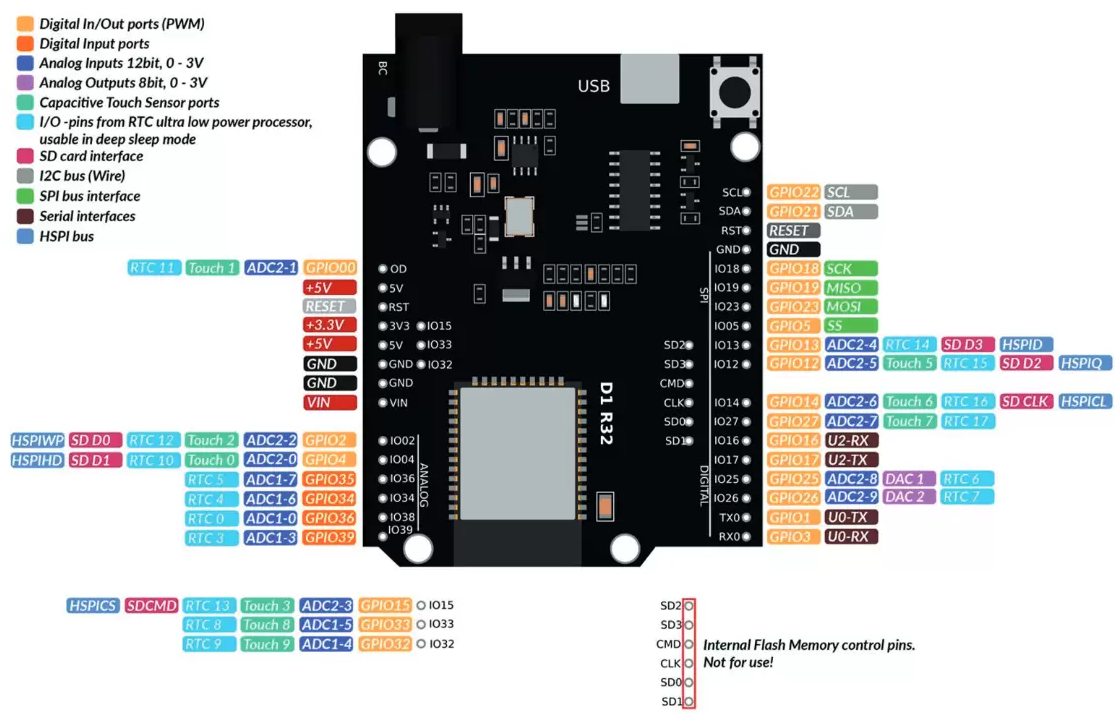 Digital In/Out ports (PWM)
Digital Input ports
Analog Inputs 12bit, 0 - 3V
Analog Outputs 8bit, 0 - 3V
Capacitive Touch Sensor ports
I/O -pins from RTC ultra low power processor,
usable in deep sleep mode
SD card interface
I2C bus (Wire)
SPI bus interface
Serial interfaces
HSPI bus
DC
USB
SCL GPIO22 SCL
SDA GPIO21 SDA
RST RESET
GND GND
IO18 GPIO18 SCK
IO19 GPIO19 MISO
IO23 GPIO23 MOSI
IO05 GPIO5 SS
IO13 GPIO13 ADC2-4 RTC 14 SD D3 HSPID
IO12 GPIO12 ADC2-5 Touch 5 RTC 15 SD D2 HSPIQ
IO14 GPIO14 ADC2-6 Touch 6 RTC 16 SD CLK HSPICL
IO27 GPIO27 ADC2-7 Touch 7 RTC 17
IO16 GPIO16 U2-RX
IO17 GPIO17 U2-TX
IO25 GPIO25 ADC2-8 DAC 1 RTC 6
IO26 GPIO26 ADC2-9 DAC 2 RTC 7
TX0 GPIO1 U0-TX
RX0 GPIO3 U0-RX
SPI
DIGITAL
RTC 11 Touch 1 ADC2-1 GPIO00 OD
+5V 5V
RESET RST
+3.3V 3V3 IO15
+5V 5V IO33
GND GND IO32
GND GND
VIN VIN
HSPIWP SD D0 RTC 12 Touch 2 ADC2-2 GPIO2 IO02
HSPIHD SD D1 RTC 10 Touch 0 ADC2-0 GPIO4 IO04
RTC 5 ADC1-7 GPIO35 IO36
RTC 4 ADC1-6 GPIO34 IO34
RTC 0 ADC1-0 GPIO36 IO38
RTC 3 ADC1-3 GPIO39 IO39
ANALOG
D1 R32
SD2
SD3
CMD
CLK
SD0
SD1
HSPICS SDCMD RTC 13 Touch 3 ADC2-3 GPIO15 IO15
RTC 8 Touch 8 ADC1-5 GPIO33 IO33
RTC 9 Touch 9 ADC1-4 GPIO32 IO32
SD2
SD3
CMD
CLK
SD0
SD1
Internal Flash Memory control pins.
Not for use!